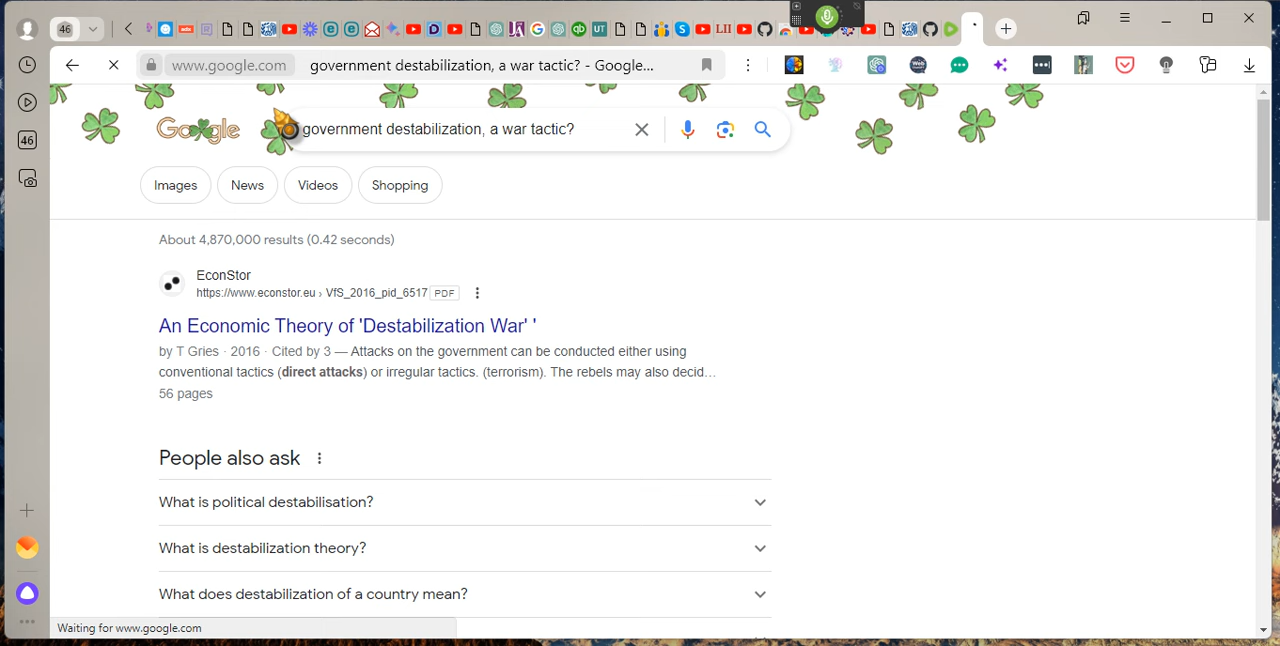 46
www.google.com government destabilization, a war tactic? - Google...
46
Google
government destabilization, a war tactic?
Images News Videos Shopping
About 4,870,000 results (0.42 seconds)
EconStor
https://www.econstor.eu › VfS_2016_pid_6517 PDF
An Economic Theory of 'Destabilization War' '
by T Gries · 2016 · Cited by 3 — Attacks on the government can be conducted either using
conventional tactics (direct attacks) or irregular tactics. (terrorism). The rebels may also decid...
56 pages
People also ask
What is political destabilisation?
What is destabilization theory?
What does destabilization of a country mean?
Waiting for www.google.com